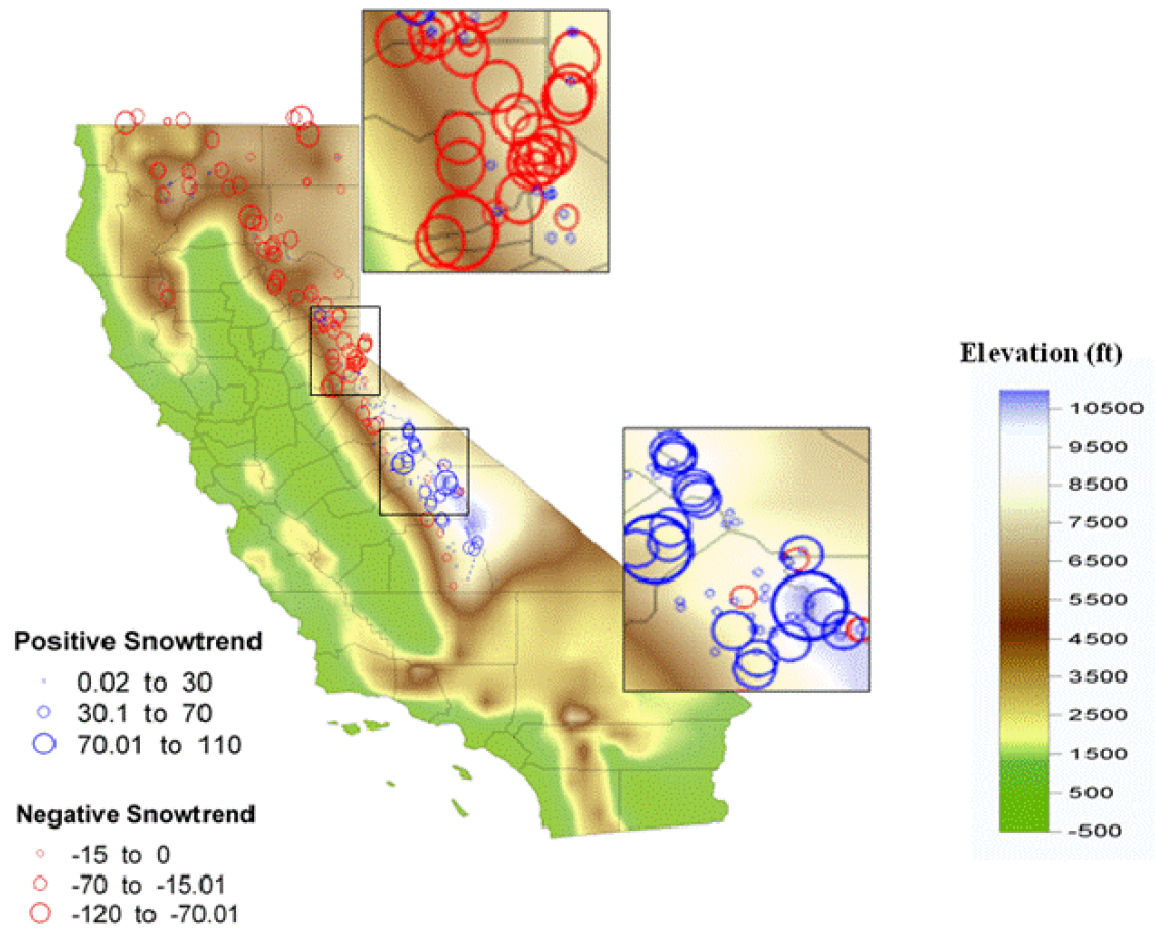 Elevation (ft)
10500
9500
8500
7500
6500
5500
4500
3500
2500
1500
500
-500
Positive Snowtrend
0.02 to 30
30.1 to 70
70.01 to 110
Negative Snowtrend
-15 to 0
-70 to -15.01
-120 to -70.01